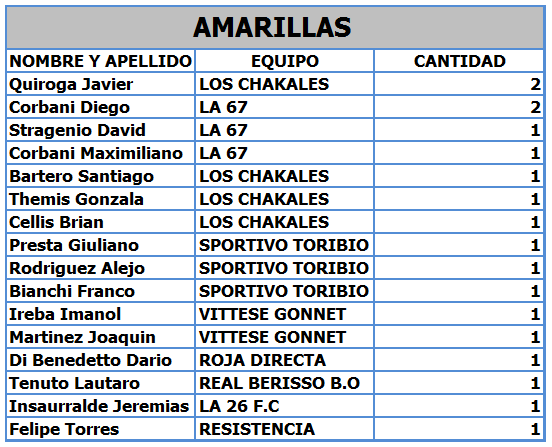 AMARILLAS
NOMBRE Y APELLIDO EQUIPO CANTIDAD
Quiroga Javier LOS CHAKALES 2
Corbani Diego LA 67 2
Stragenio David LA 67 1
Corbani Maximiliano LA 67 1
Bartero Santiago LOS CHAKALES 1
Themis Gonzala LOS CHAKALES 1
Cellis Brian LOS CHAKALES 1
Presta Giuliano SPORTIVO TORIBIO 1
Rodriguez Alejo SPORTIVO TORIBIO 1
Bianchi Franco SPORTIVO TORIBIO 1
Ireba Imanol VITTESE GONNET 1
Martinez Joaquin VITTESE GONNET 1
Di Benedetto Dario ROJA DIRECTA 1
Tenuto Lautaro REAL BERISSO B.O 1
Insaurralde Jeremias LA 26 F.C 1
Felipe Torres RESISTENCIA 1